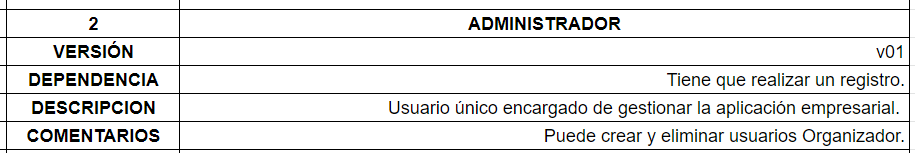 2 ADMINISTRADOR
VERSIÓN v01
DEPENDENCIA Tiene que realizar un registro.
DESCRIPCION Usuario único encargado de gestionar la aplicación empresarial.
COMENTARIOS Puede crear y eliminar usuarios Organizador.